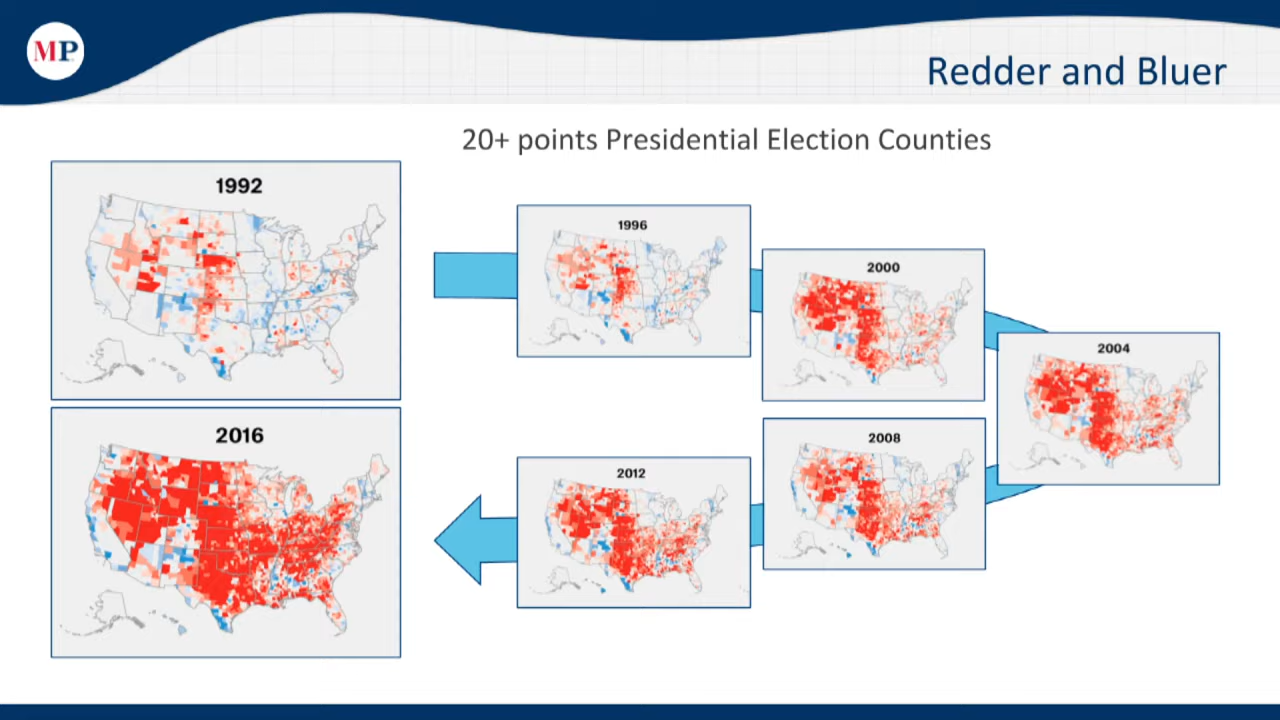 MP
Redder and Bluer
20+ points Presidential Election Counties
1992
1996
2000
2004
2008
2012
2016